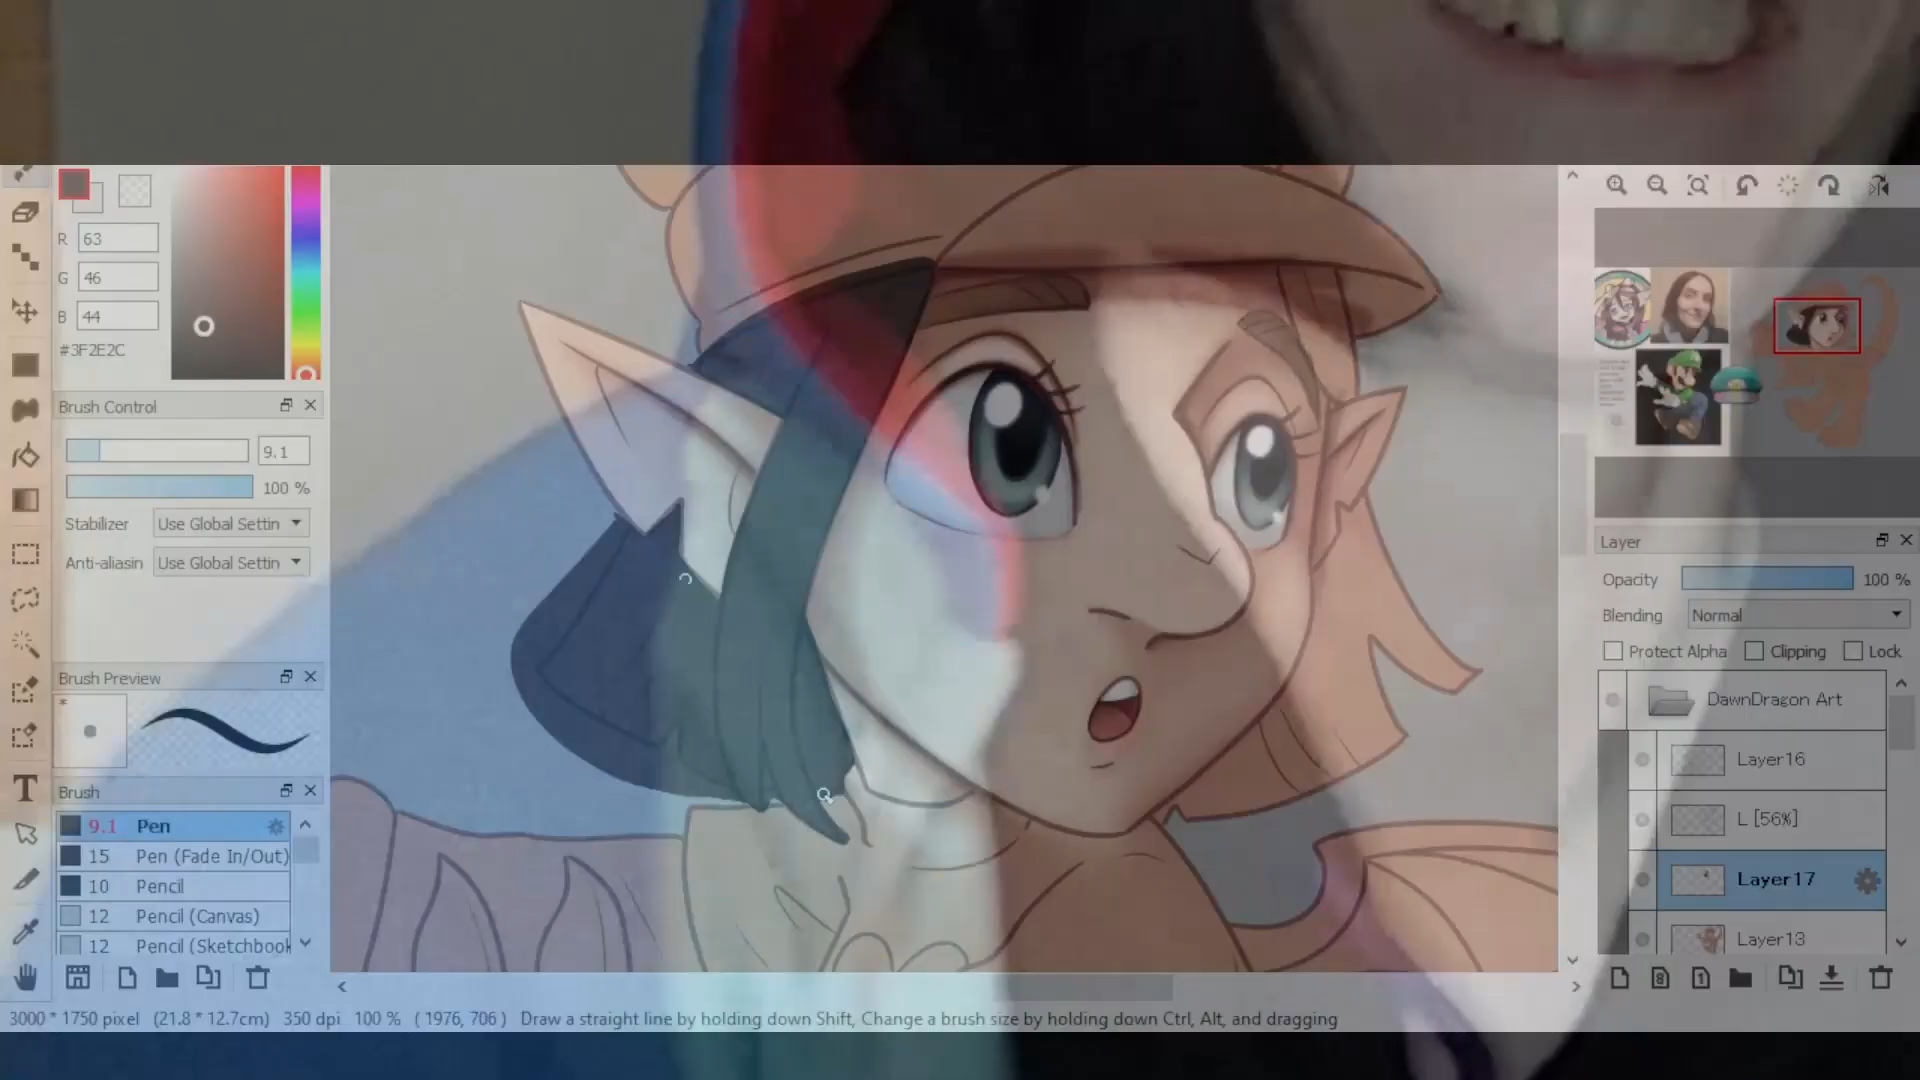 R 63
G 46
B 44
#3F2E2C
Brush Control
9.1
100 %
Stabilizer Use Global Settin
Anti-aliasin Use Global Settin
Brush Preview
*
Brush
9.1 Pen
15 Pen (Fade In/Out)
10 Pencil
12 Pencil (Canvas)
12 Pencil (Sketchbook
T
Layer
Opacity 100 %
Blending Normal
Protect Alpha Clipping Lock
DawnDragon Art
Layer16
L [56%]
Layer17
Layer13
8 1
3000 * 1750 pixel (21.8 * 12.7cm) 350 dpi 100 % ( 1976, 706 ) Draw a straight line by holding down Shift, Change a brush size by holding down Ctrl, Alt, and dragging